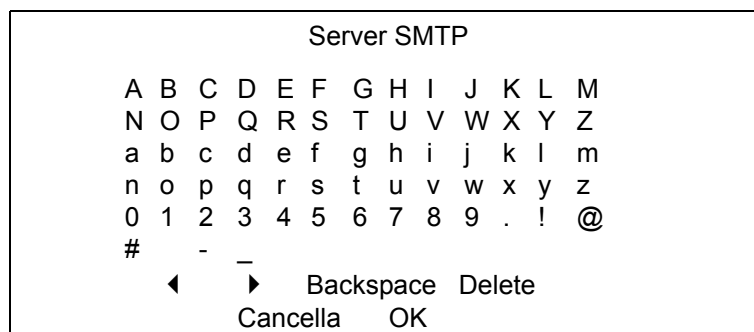 Server SMTP
A B C D E F G H I J K L M
N O P Q R S T U V W X Y Z
a b c d e f g h i j k l m
n o p q r s t u v w x y z
0 1 2 3 4 5 6 7 8 9 . ! @
# - _
Backspace Delete
Cancella OK